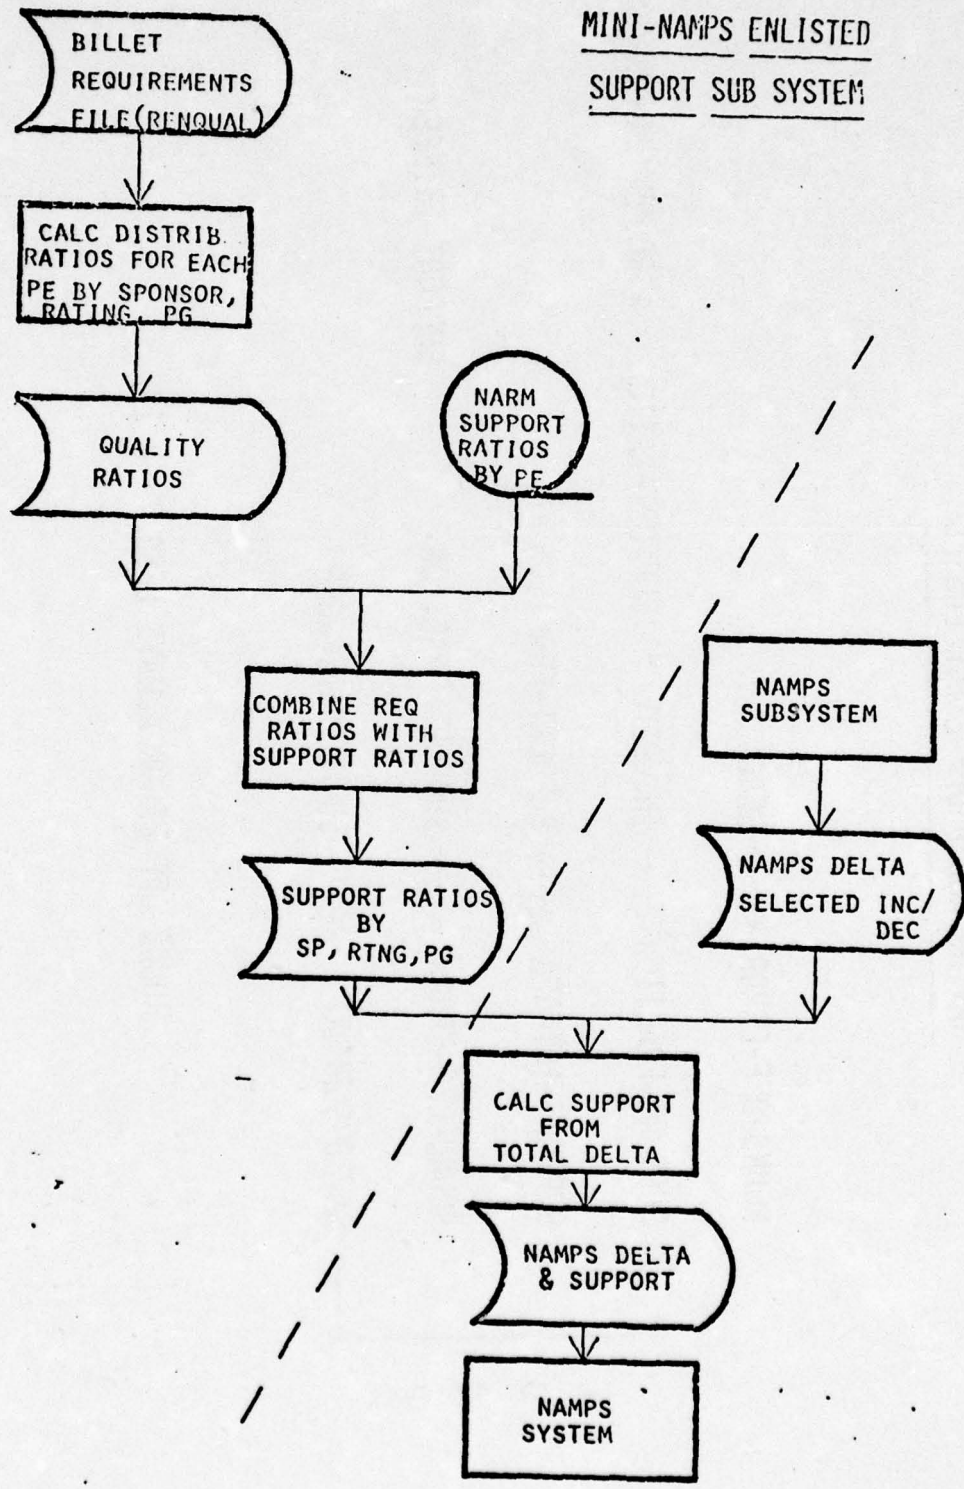 MINI-NAMPS ENLISTED
SUPPORT SUB SYSTEM
BILLET
REQUIREMENTS
FILE(RENQUAL)
CALC DISTRIB.
RATIOS FOR EACH
PE BY SPONSOR,
RATING, PG
QUALITY
RATIOS
NARM
SUPPORT
RATIOS
BY PE
COMBINE REQ
RATIOS WITH
SUPPORT RATIOS
NAMPS
SUBSYSTEM
SUPPORT RATIOS
BY
SP, RTNG, PG
NAMPS DELTA
SELECTED INC/
DEC
CALC SUPPORT
FROM
TOTAL DELTA
NAMPS DELTA
& SUPPORT
NAMPS
SYSTEM